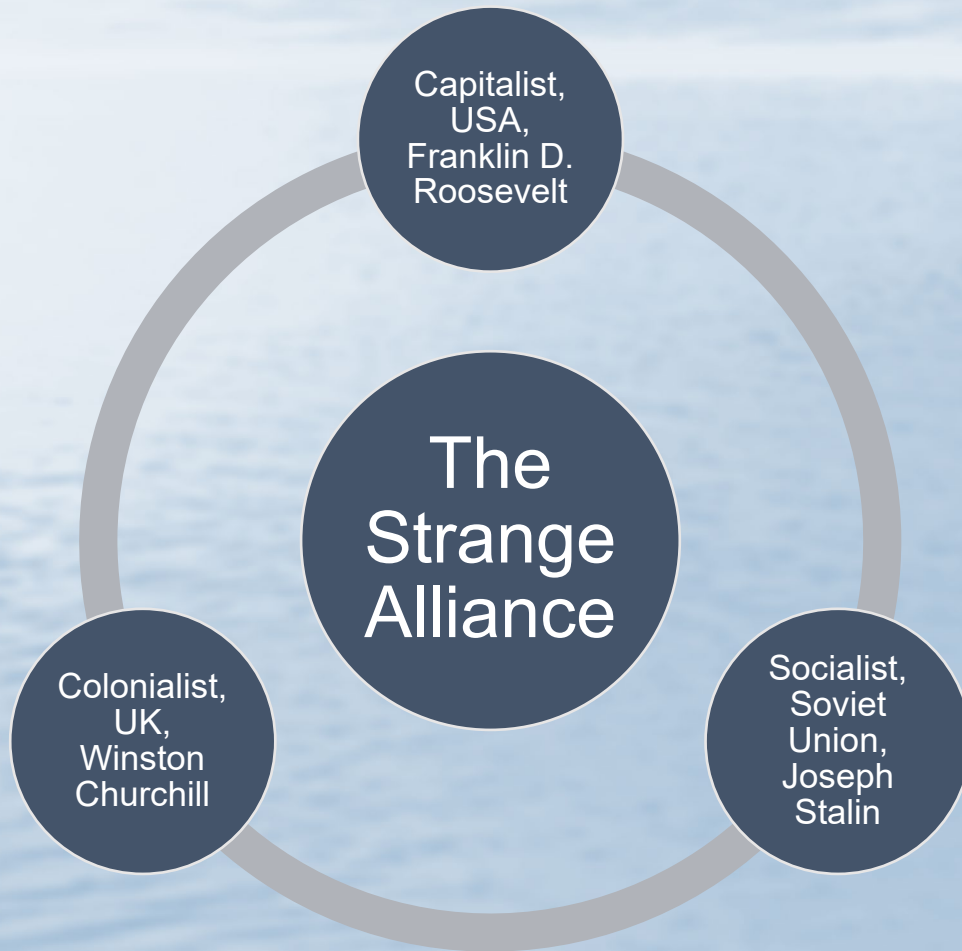 Capitalist,
USA,
Franklin D.
Roosevelt
The
Strange
Alliance
Colonialist,
UK,
Winston
Churchill
Socialist,
Soviet
Union,
Joseph
Stalin